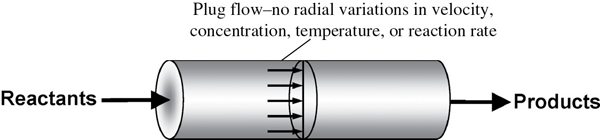 Plug flow–no radial variations in velocity,
concentration, temperature, or reaction rate
Reactants
Products